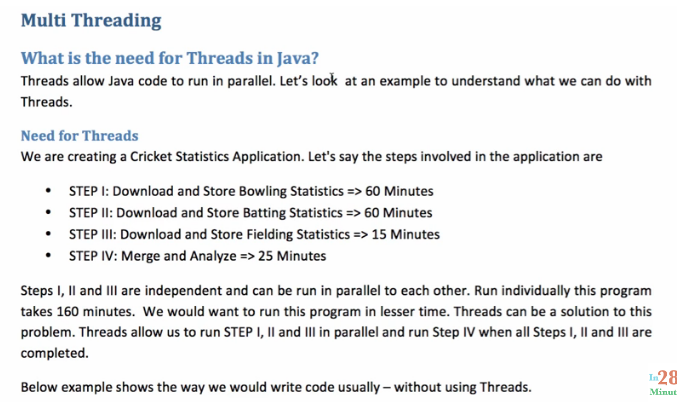 Multi Threading
What is the need for Threads in Java?
Threads allow Java code to run in parallel. Let's look at an example to understand what we can do with
Threads.
Need for Threads
We are creating a Cricket Statistics Application. Let's say the steps involved in the application are
• STEP I: Download and Store Bowling Statistics => 60 Minutes
• STEP II: Download and Store Batting Statistics => 60 Minutes
• STEP III: Download and Store Fielding Statistics => 15 Minutes
• STEP IV: Merge and Analyze => 25 Minutes
Steps I, II and III are independent and can be run in parallel to each other. Run individually this program
takes 160 minutes. We would want to run this program in lesser time. Threads can be a solution to this
problem. Threads allow us to run STEP I, II and III in parallel and run Step IV when all Steps I, II and III are
completed.
Below example shows the way we would write code usually – without using Threads.
In28
Minut